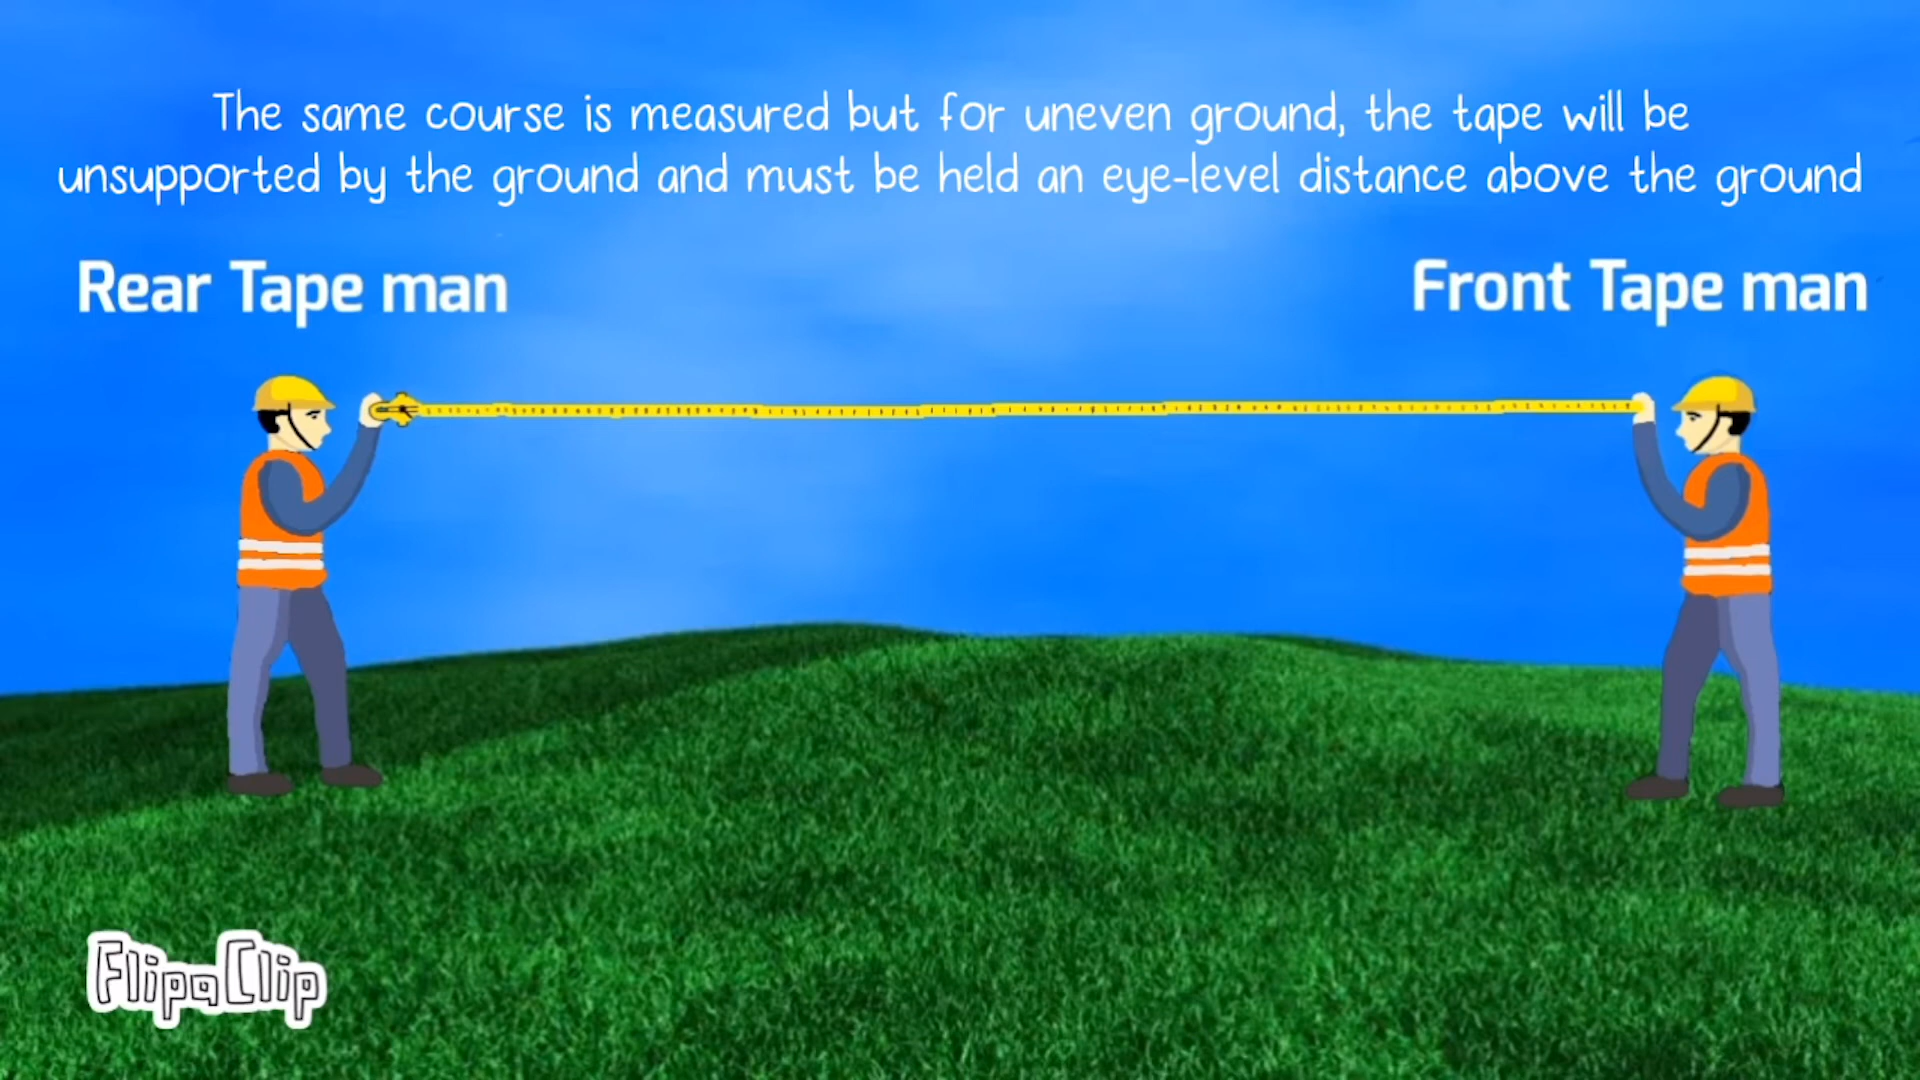 The same course is measured but for uneven ground, the tape will be
unsupported by the ground and must be held an eye-level distance above the ground
Rear Tape man
Front Tape man
FlipaClip